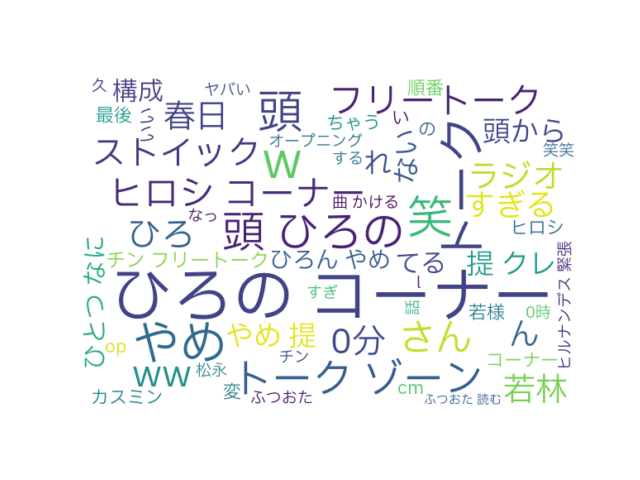 久 構成 ヤバい 順番
最後 いい 春日 頭 フリートーク
ちゃう い の 頭から
オープニング 笑笑
ストイック w する れ ない トーク ラジオ
ヒロシ コーナー 曲 かける すぎる
なっ 笑 ヒロシ
ひろ 頭 ひろの
チン フリートーク ひろん やめ てる 提 クレ
ひとつ になに
ひろの コーナー
すぎ l 話 若様 0時
ヒルナンデス 緊張
op やめ やめ 提 0分 さん ん
ww 松永 チン コーナー
トーク ゾーン 若林
カスミン 変 ふつおた cm ふつおた 読む